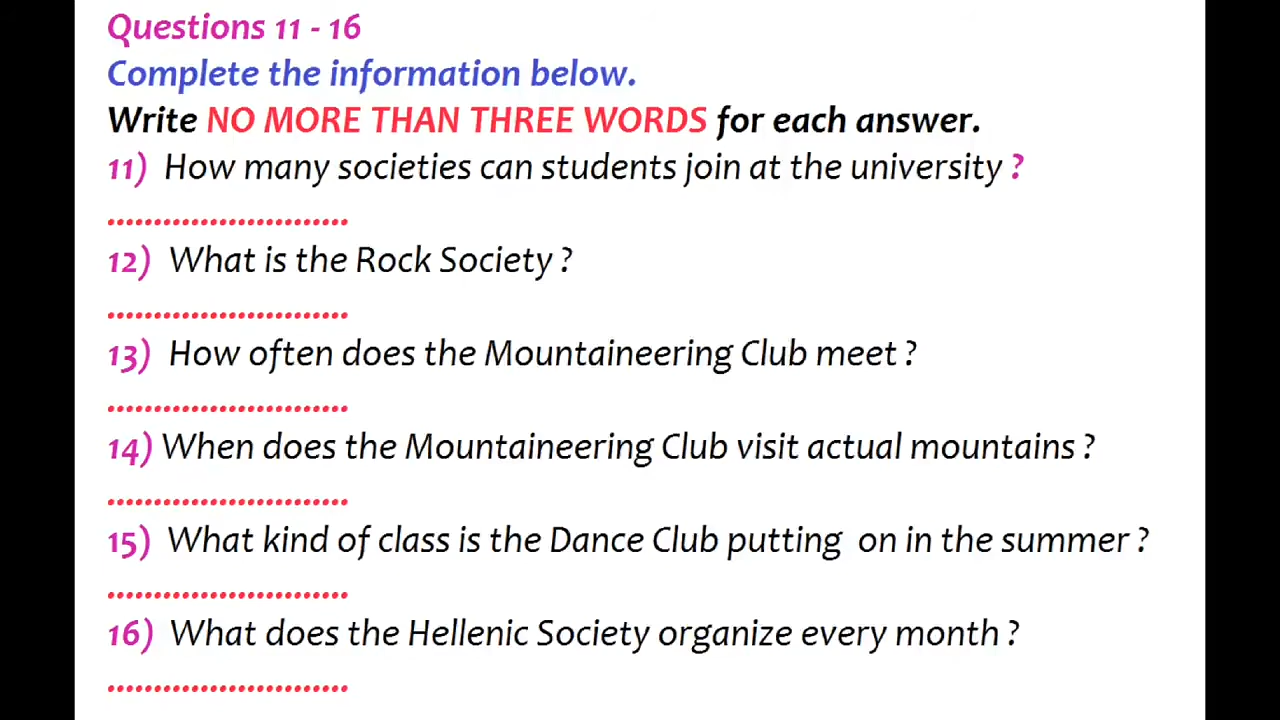 Questions 11 - 16
Complete the information below.
Write NO MORE THAN THREE WORDS for each answer.
11) How many societies can students join at the university ?
..........................
12) What is the Rock Society ?
..........................
13) How often does the Mountaineering Club meet ?
..........................
14) When does the Mountaineering Club visit actual mountains ?
..........................
15) What kind of class is the Dance Club putting on in the summer ?
..........................
16) What does the Hellenic Society organize every month ?
..........................